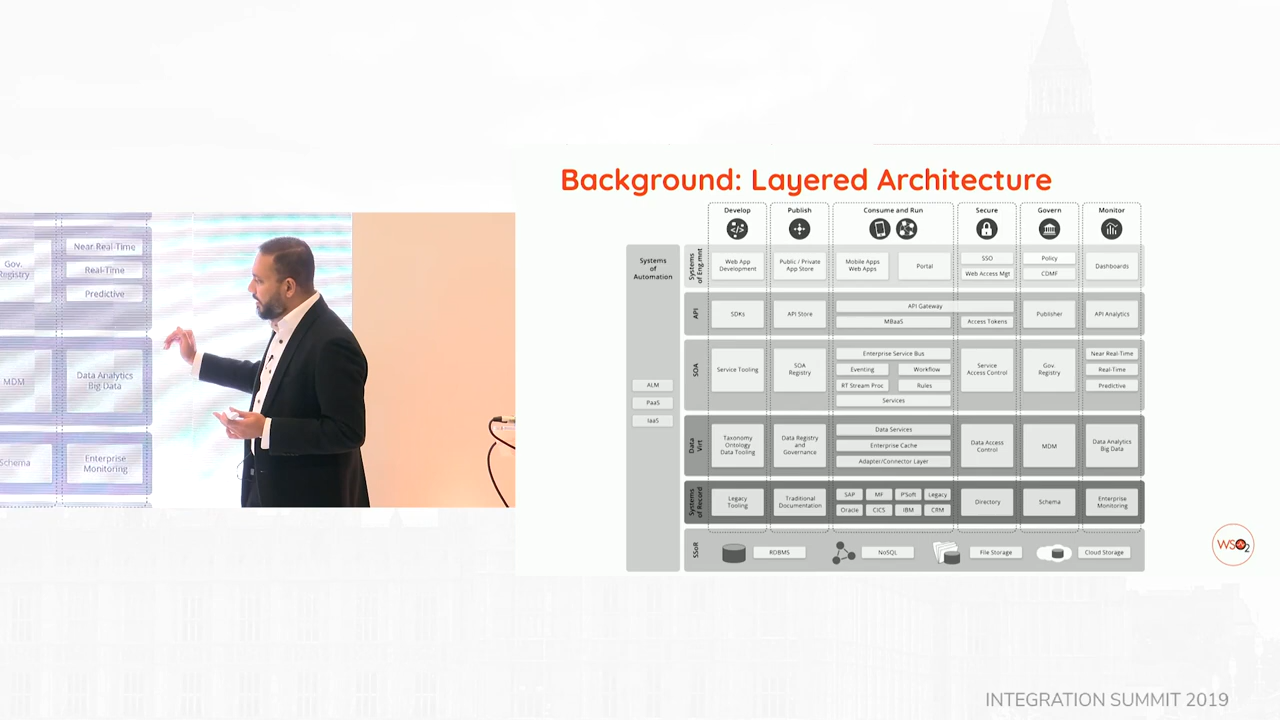 Gov.
Registry
Near Real-Time
Real-Time
Predictive
MDM
Data Analytics
Big Data
Schema
Enterprise
Monitoring
Background: Layered Architecture
Develop
Publish
Consume and Run
Secure
Govern
Monitor
Systems
of
Automation
ALM
PaaS
IaaS
Systems
of Eng.ment
Web App
Development
Public / Private
App Store
Mobile Apps
Web Apps
Portal
SSO
Web Access Mgt
Policy
CDMF
Dashboards
API
SDKs
API Store
API Gateway
MBaaS
Access Tokens
Publisher
API Analytics
SOA
Service Tooling
SOA
Registry
Enterprise Service Bus
Eventing
Workflow
RT Stream Proc.
Rules
Services
Service
Access Control
Gov.
Registry
Near Real-Time
Real-Time
Predictive
Data
Virt
Taxonomy
Ontology
Data Tooling
Data Registry
and
Governance
Data Services
Enterprise Cache
Adapter/Connector Layer
Data Access
Control
MDM
Data Analytics
Big Data
Systems
of Record
Legacy
Tooling
Traditional
Documentation
SAP
MF
P'Soft
Legacy
Oracle
CICS
IBM
CRM
Directory
Schema
Enterprise
Monitoring
SSoR
RDBMS
NoSQL
File Storage
Cloud Storage
WSO2
INTEGRATION SUMMIT 2019